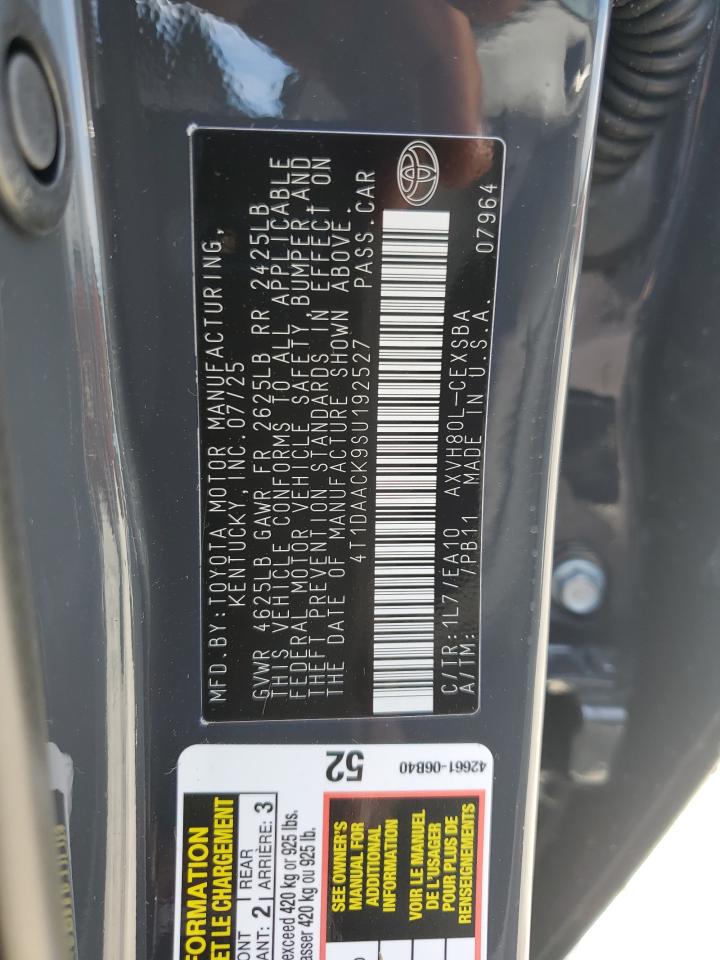 MFD.BY:TOYOTA MOTOR MANUFACTURING,
KENTUCKY, INC. 07/25
GVWR 4625LB GAWR FR 2625LB RR 2425LB
THIS VEHICLE CONFORMS TO ALL APPLICABLE
FEDERAL MOTOR VEHICLE SAFETY, BUMPER, AND
THEFT PREVENTION STANDARDS IN EFFECT ON
THE DATE OF MANUFACTURE SHOWN ABOVE.
4T1DAACK9SU192527 PASS.CAR
C/TR:1L7/EA10 AXVH80L-CEXSBA 07964
A/TM: /PB11 MADE IN U.S.A.
52
42661-06B40
ET LE CHARGEMENT
REAR
2 ARRIÈRE: 3
exceed 420 kg or 925 lbs.
420 kg ou 925 lb.
SEE OWNER'S
MANUAL FOR
ADDITIONAL
INFORMATION
VOIR LE MANUEL
DE L'USAGER
POUR PLUS DE
RENSEIGNEMENTS